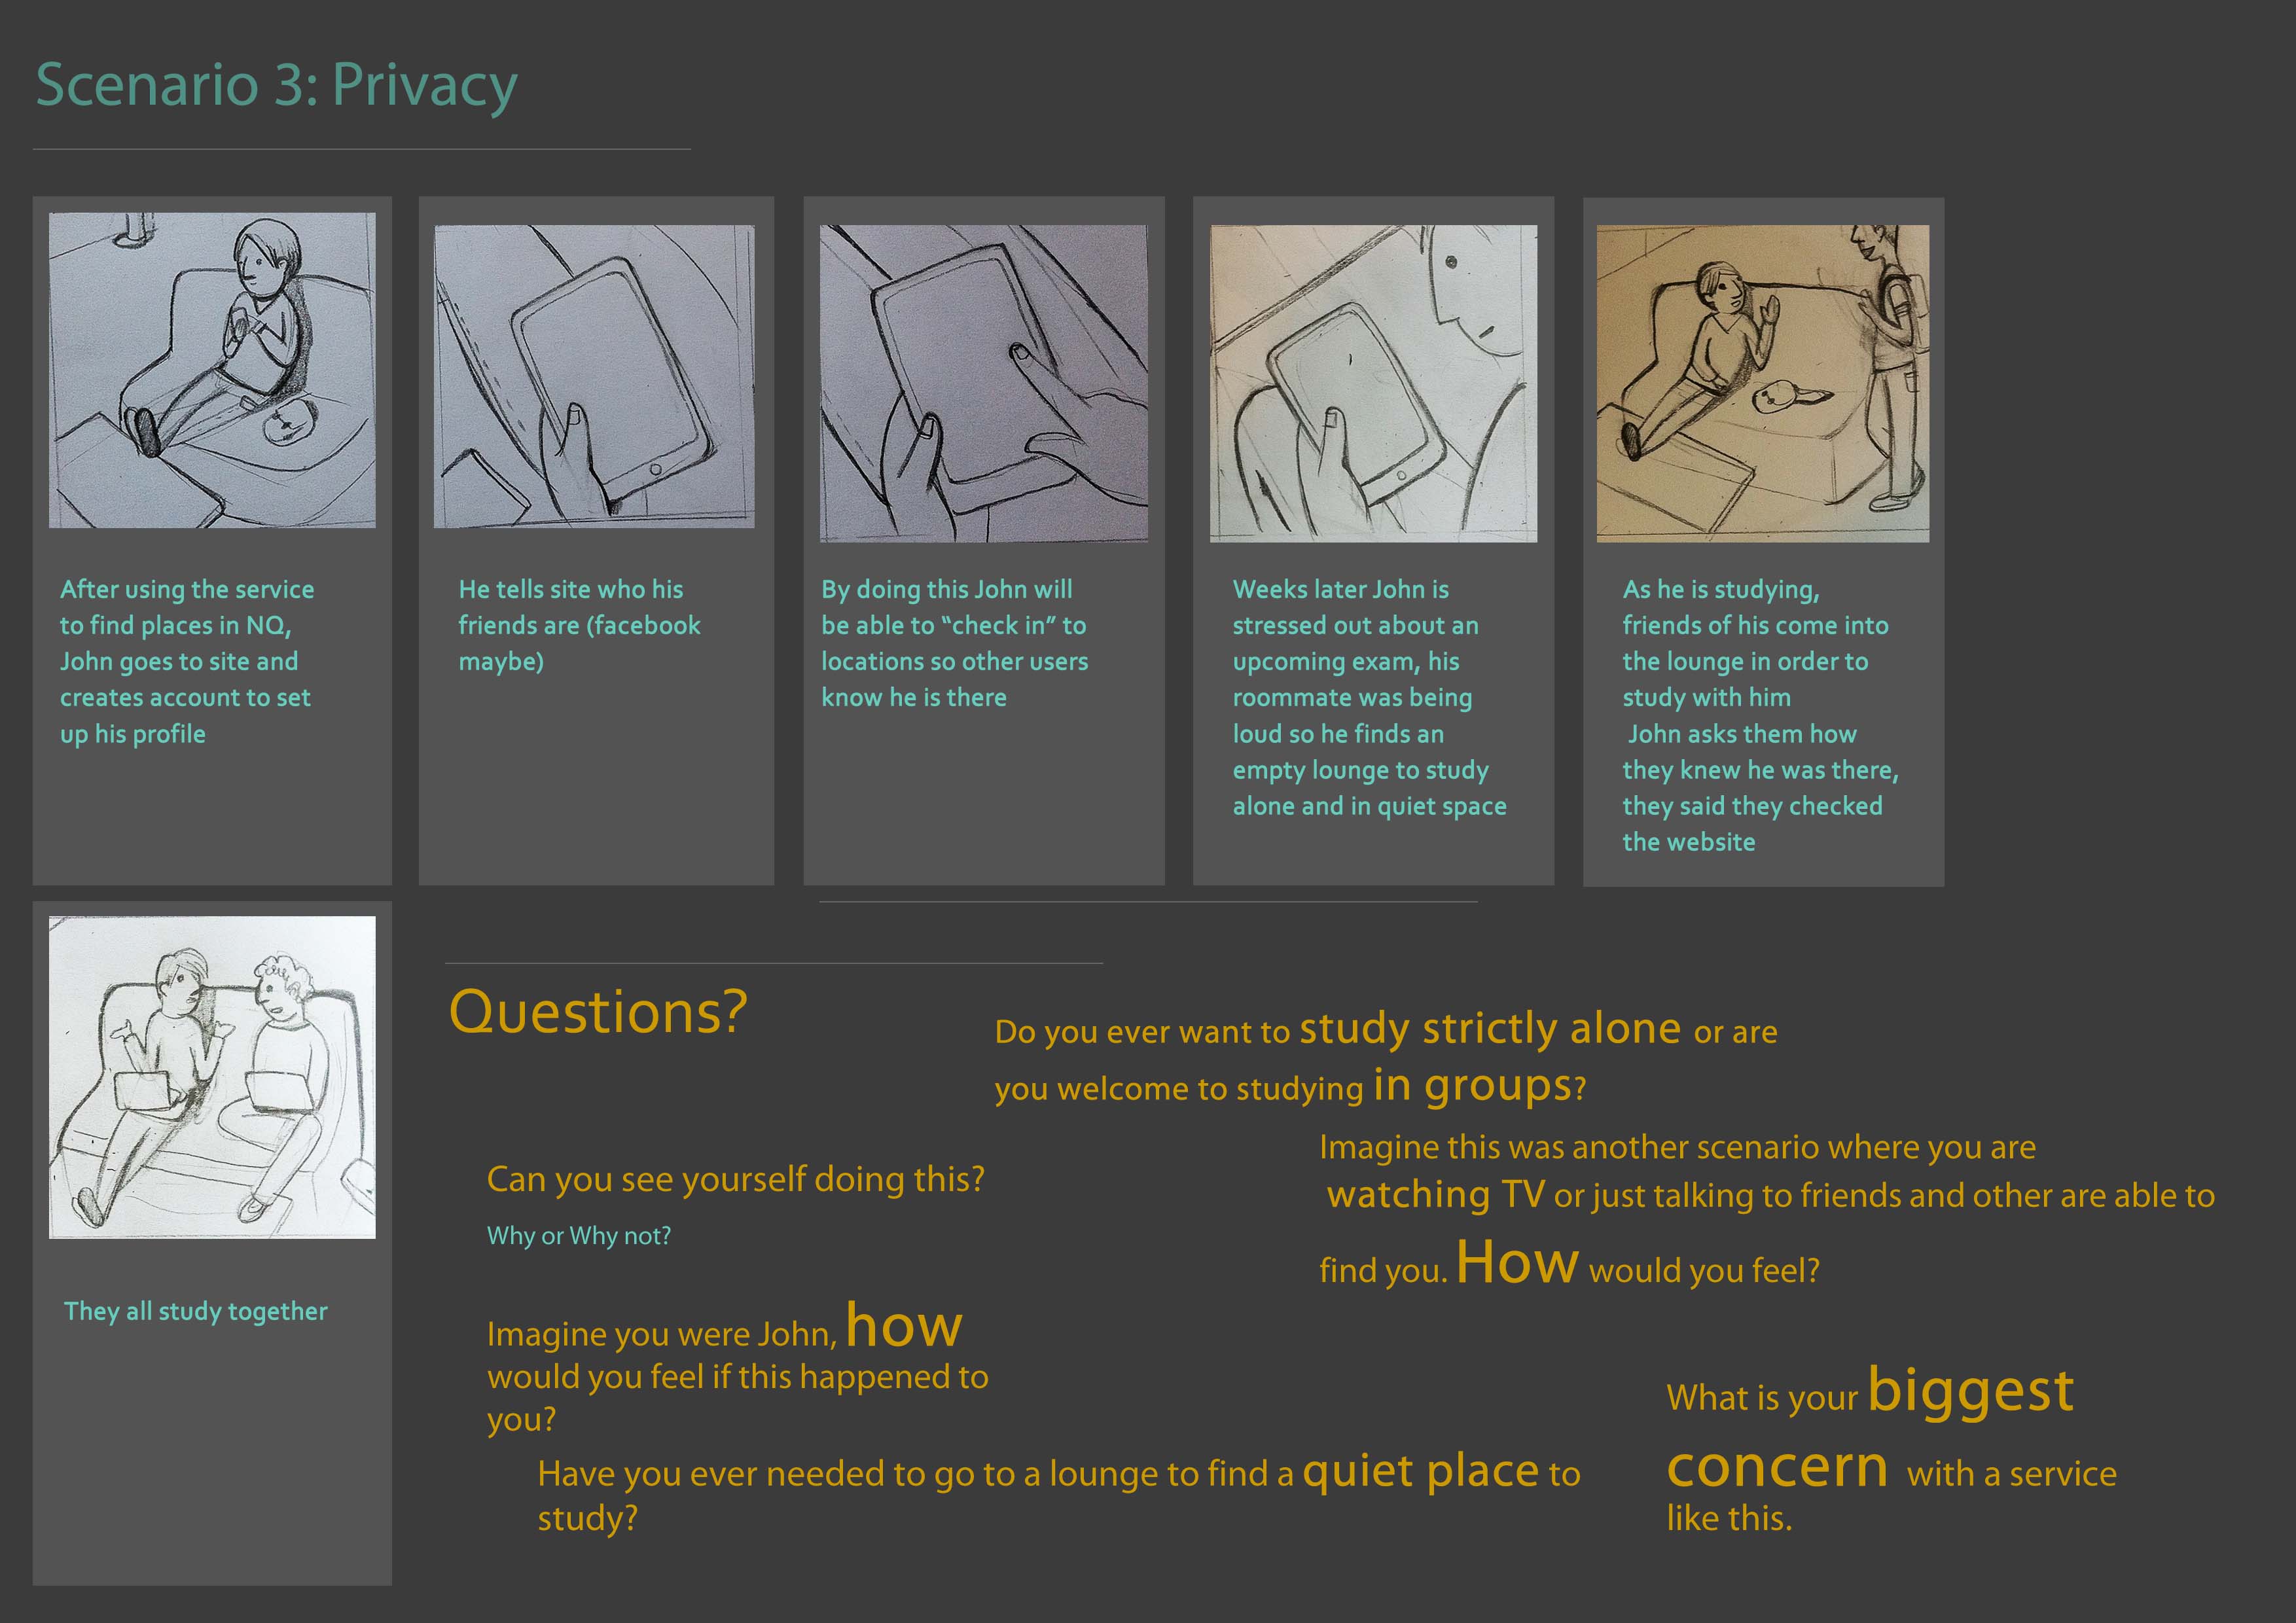 Scenario 3: Privacy
After using the service
to find places in NQ,
John goes to site and
creates account to set
up his profile
He tells site who his
friends are (facebook
maybe)
By doing this John will
be able to “check in” to
locations so other users
know he is there
Weeks later John is
stressed out about an
upcoming exam, his
roommate was being
loud so he finds an
empty lounge to study
alone and in quiet space
As he is studying,
friends of his come into
the lounge in order to
study with him
John asks them how
they knew he was there,
they said they checked
the website
They all study together
Questions?
Can you see yourself doing this?
Why or Why not?
Imagine you were John, how
would you feel if this happened to
you?
Have you ever needed to go to a lounge to find a quiet place to
study?
Do you ever want to study strictly alone or are
you welcome to studying in groups?
Imagine this was another scenario where you are
watching TV or just talking to friends and other are able to
find you. How would you feel?
What is your biggest
concern with a service
like this.